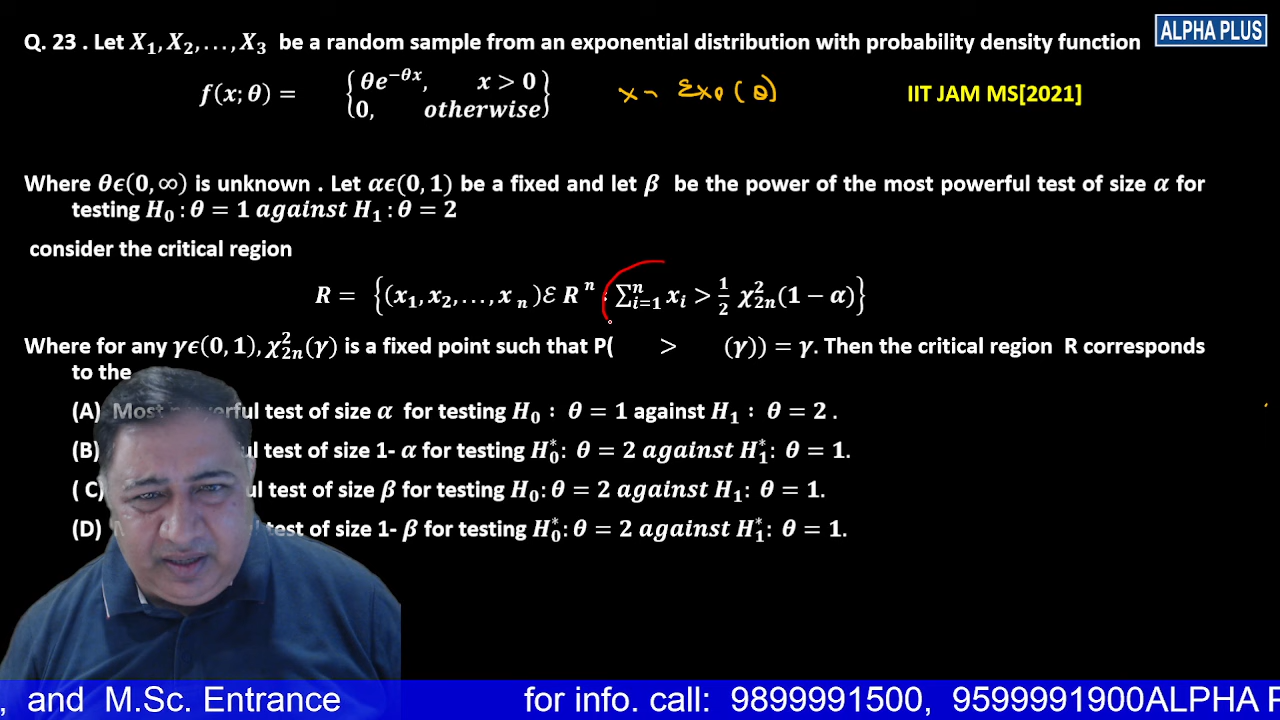 Q. 23 . Let X₁, X₂, . . . , X₃ be a random sample from an exponential distribution with probability density function
ALPHA PLUS
f(x; θ) = {θe^{−θx}, x > 0
0, otherwise}
x ~ Exp(θ)
IIT JAM MS[2021]
Where θϵ(0, ∞) is unknown . Let αϵ(0, 1) be a fixed and let β be the power of the most powerful test of size α for
testing H₀ : θ = 1 against H₁ : θ = 2
consider the critical region
R = {(x₁, x₂, . . . , x ₙ )ℰ R ⁿ : ∑ⁿᵢ₌₁ xᵢ > 1/2 χ²₂ₙ(1 − α)}
Where for any γϵ(0, 1), χ²₂ₙ(γ) is a fixed point such that P( > (γ)) = γ. Then the critical region R corresponds
to the
(A) Most powerful test of size α for testing H₀ : θ = 1 against H₁ : θ = 2 .
(B) test of size 1- α for testing H₀*: θ = 2 against H₁*: θ = 1.
( C) test of size β for testing H₀: θ = 2 against H₁: θ = 1.
(D) test of size 1- β for testing H₀*: θ = 2 against H₁*: θ = 1.
, and M.Sc. Entrance for info. call: 9899991500, 9599991900ALPHA